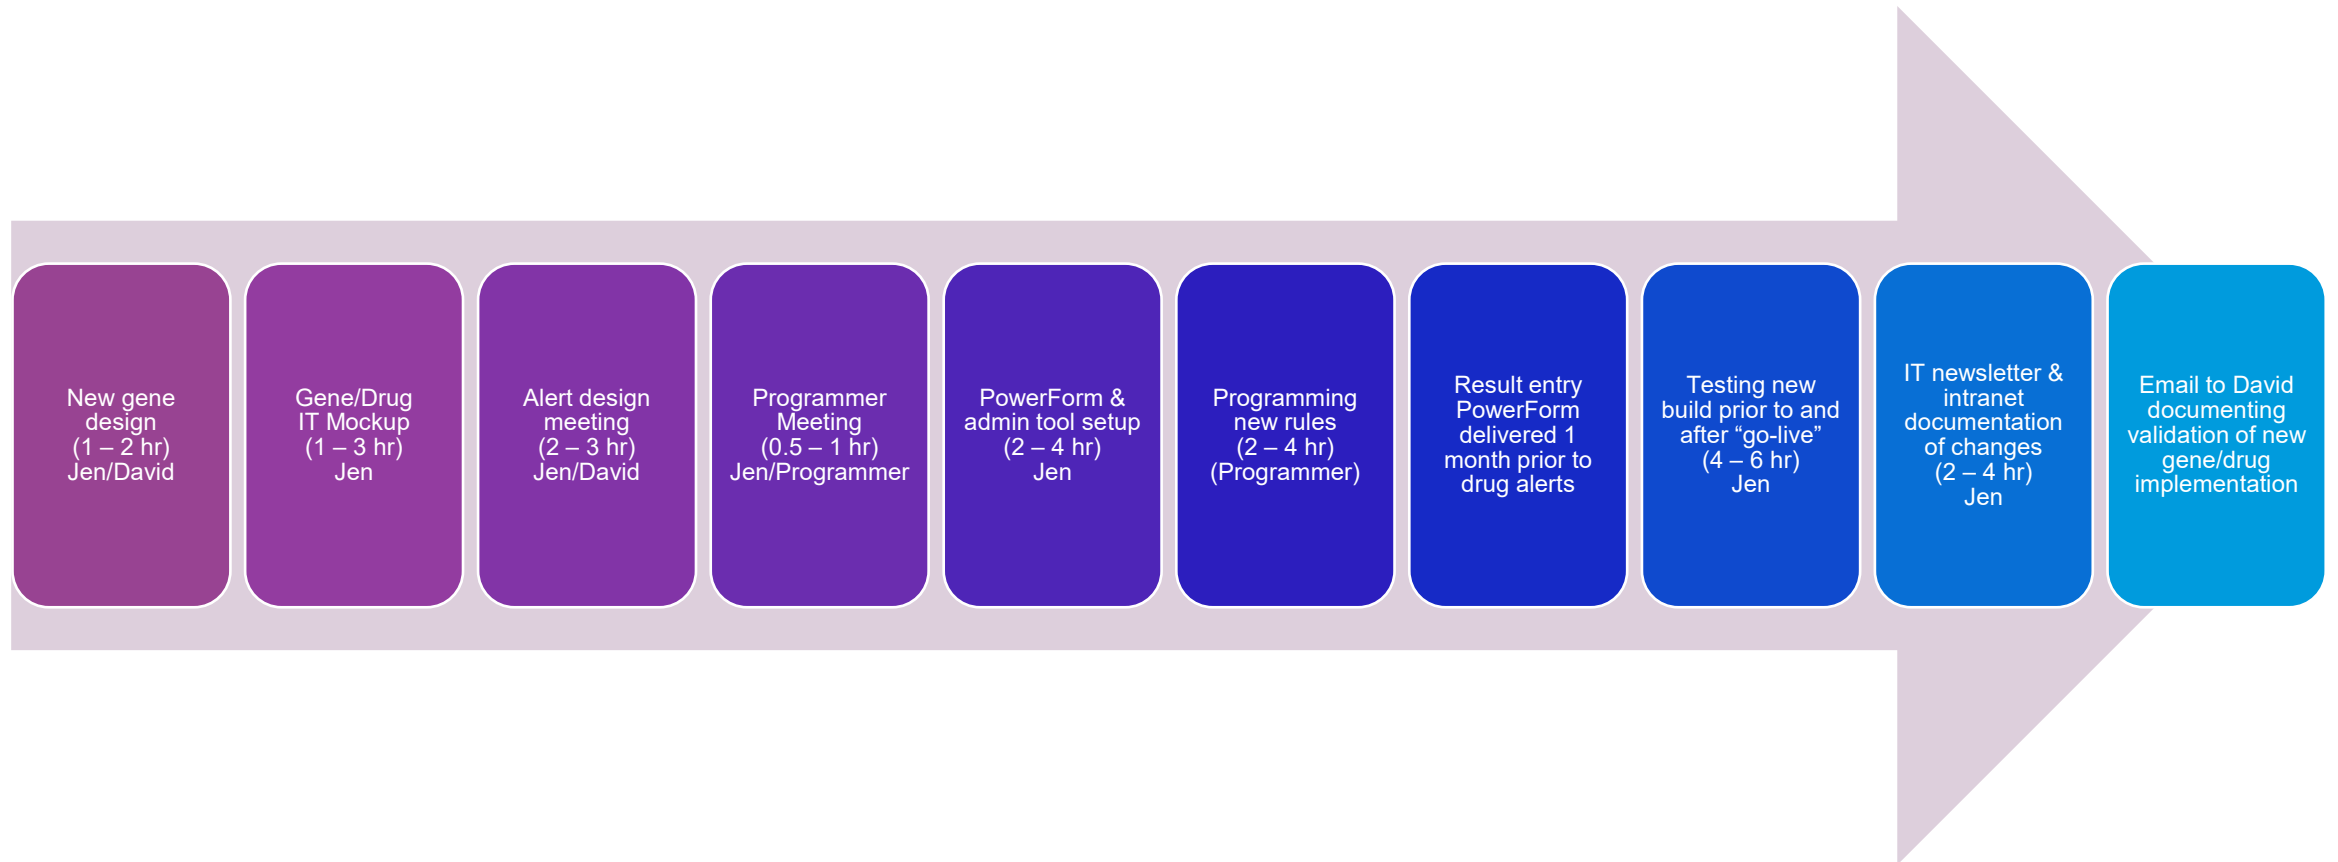 New gene
design
(1 – 2 hr)
Jen/David
Gene/Drug
IT Mockup
(1 – 3 hr)
Jen
Alert design
meeting
(2 – 3 hr)
Jen/David
Programmer
Meeting
(0.5 – 1 hr)
Jen/Programmer
PowerForm &
admin tool setup
(2 – 4 hr)
Jen
Programming
new rules
(2 – 4 hr)
(Programmer)
Result entry
PowerForm
delivered 1
month prior to
drug alerts
Testing new
build prior to and
after “go-live”
(4 – 6 hr)
Jen
IT newsletter &
intranet
documentation
of changes
(2 – 4 hr)
Jen
Email to David
documenting
validation of new
gene/drug
implementation